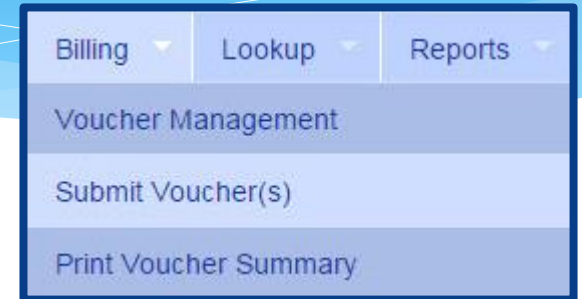 Billing Lookup Reports
Voucher Management
Submit Voucher(s)
Print Voucher Summary